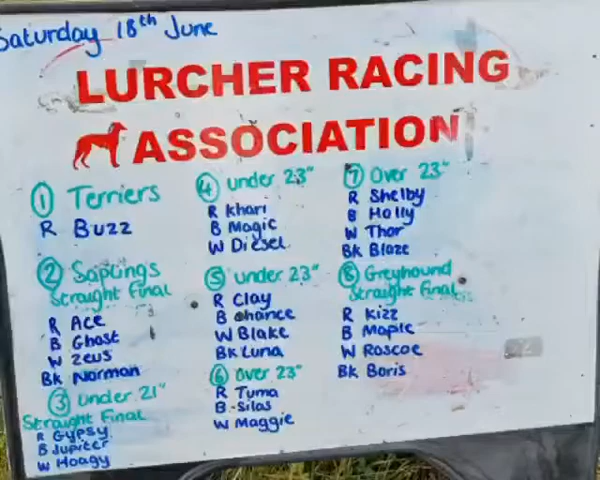 Saturday 18th June
LURCHER RACING
ASSOCIATION
① Terriers
R Buzz
② Saplings
Straight Final
R Ace
B Ghost
W Zeus
BK Norman
③ under 21"
Straight Final
R Gypsy
B Jupiter
W Hoagy
④ under 23"
R Khari
B Magic
W Diesel
⑤ under 23"
R Clay
B Chance
W Blake
BK Luna
⑥ Over 23"
R Tuma
B Silas
W Maggie
⑦ Over 23"
R Shelby
B Holly
W Thor
BK Blaze
⑧ Greyhound
Straight Final
R Kizz
B Maple
W Roscoe
BK Boris